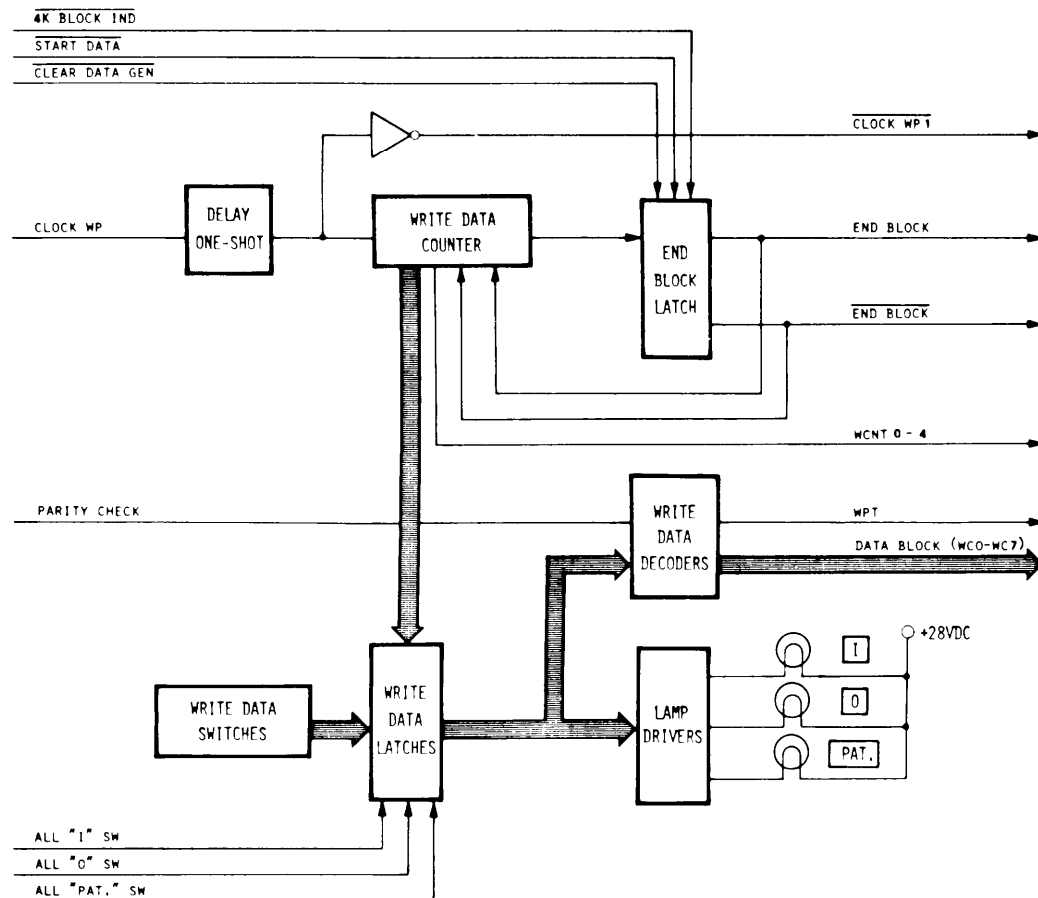 4K BLOCK IND
START DATA
CLEAR DATA GEN
CLOCK WP1
CLOCK WP
DELAY
ONE-SHOT
WRITE DATA
COUNTER
END
BLOCK
LATCH
END BLOCK
END BLOCK
WCNT 0 - 4
PARITY CHECK
WRITE
DATA
DECODERS
WPT
DATA BLOCK (WC0-WC7)
WRITE DATA
SWITCHES
WRITE
DATA
LATCHES
LAMP
DRIVERS
I
0
PAT.
+28VDC
ALL "I" SW
ALL "0" SW
ALL "PAT." SW